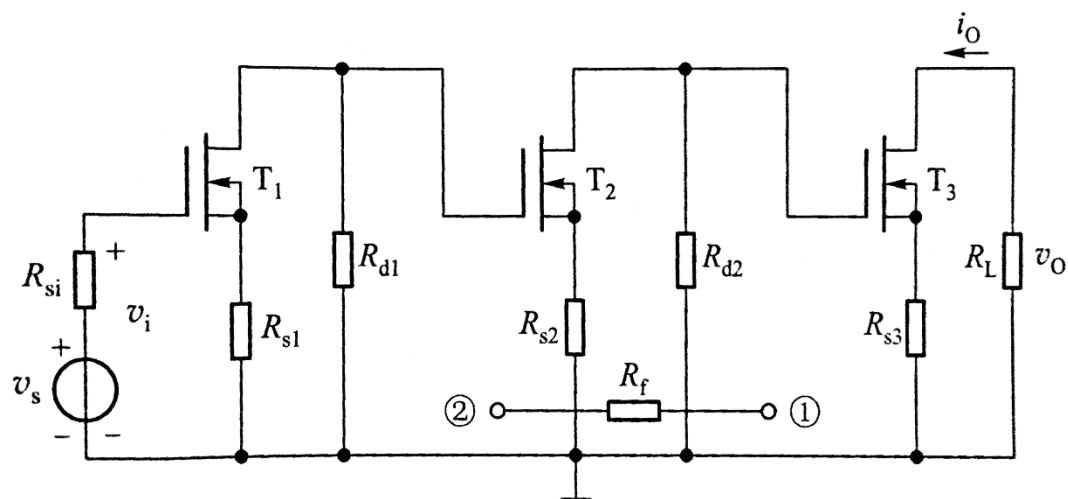 i_O
T_1
T_2
T_3
+
R_si
v_i
R_d1
R_d2
R_L
v_O
R_s1
R_s2
R_s3
+
v_s
R_f
② ①
− −